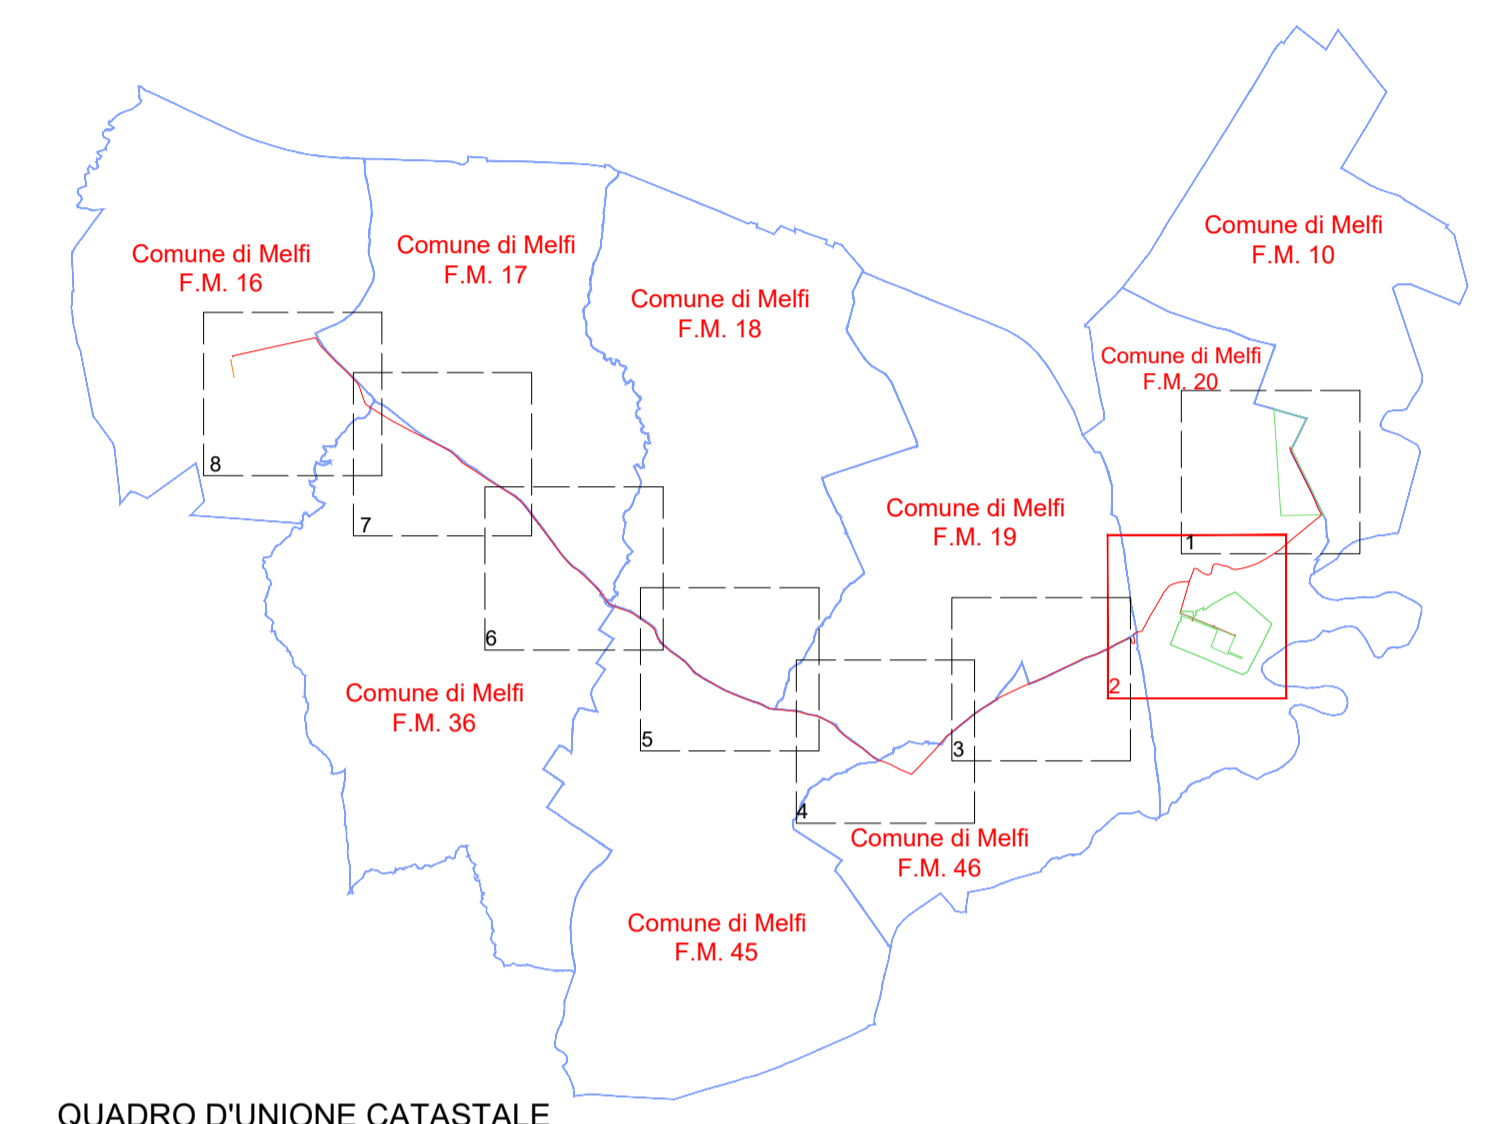 Comune di Melfi
F.M. 16
Comune di Melfi
F.M. 17
Comune di Melfi
F.M. 18
Comune di Melfi
F.M. 10
Comune di Melfi
F.M. 20
Comune di Melfi
F.M. 19
Comune di Melfi
F.M. 36
Comune di Melfi
F.M. 45
Comune di Melfi
F.M. 46
8
7
6
5
4
3
2
1
QUADRO D'UNIONE CATASTALE